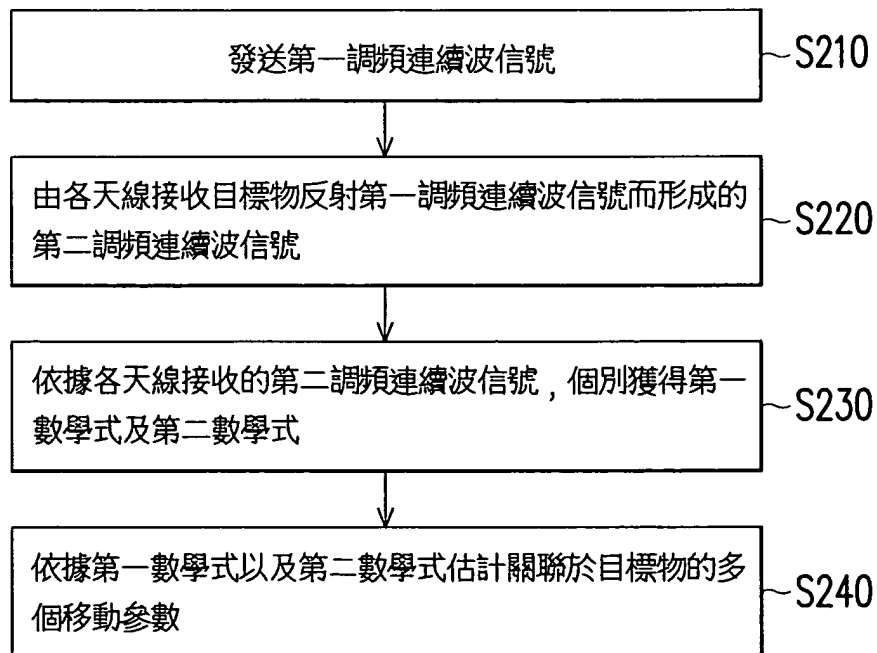 發送第一調頻連續波信號
S210
由各天線接收目標物反射第一調頻連續波信號而形成的
第二調頻連續波信號
S220
依據各天線接收的第二調頻連續波信號，個別獲得第一
數學式及第二數學式
S230
依據第一數學式以及第二數學式估計關聯於目標物的多
個移動參數
S240